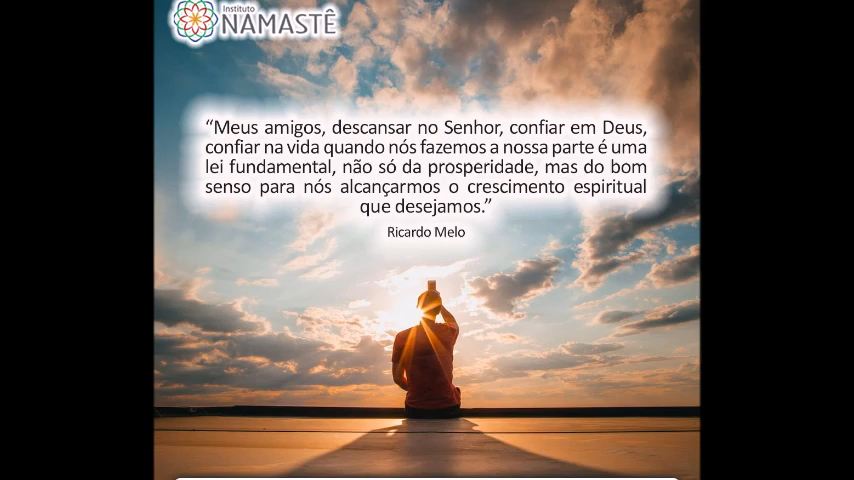 Instituto
NAMASTÊ
“Meus amigos, descansar no Senhor, confiar em Deus,
confiar na vida quando nós fazemos a nossa parte é uma
lei fundamental, não só da prosperidade, mas do bom
senso para nós alcançarmos o crescimento espiritual
que desejamos.”
Ricardo Melo